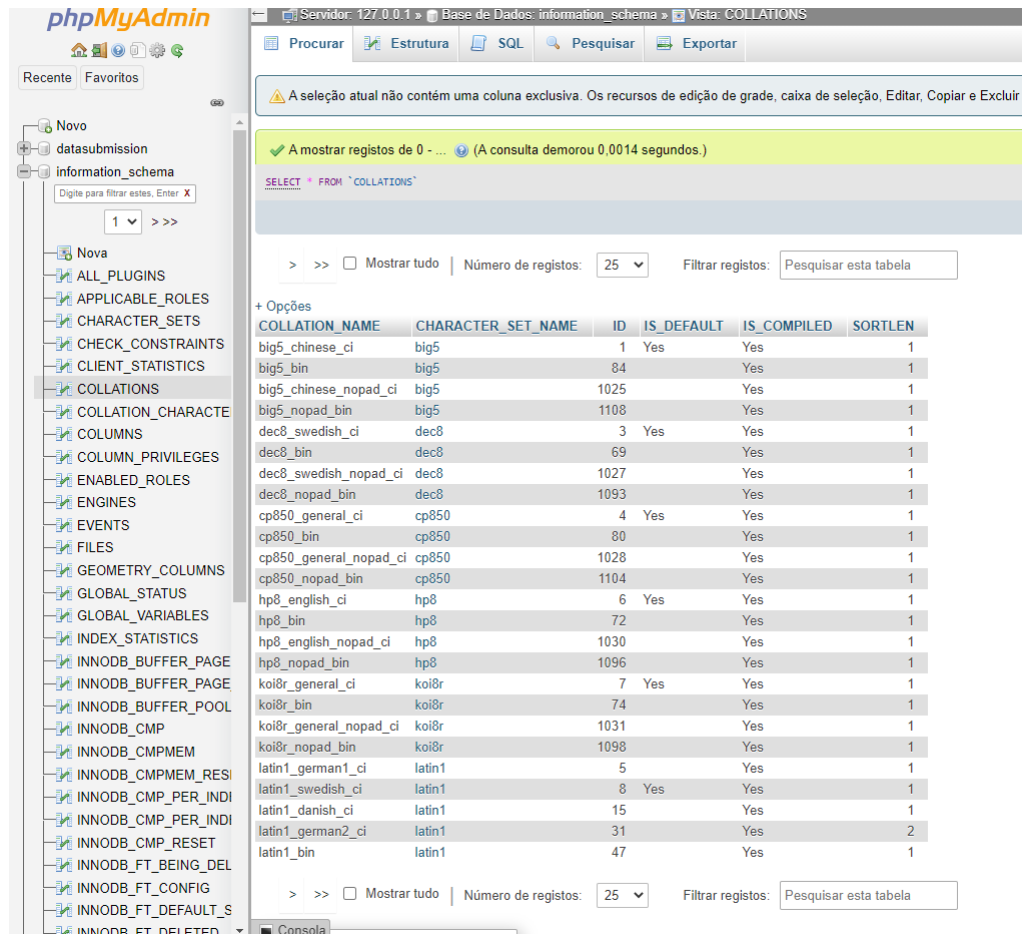 phpMyAdmin
Recente Favoritos
Novo
datasubmission
information_schema
Digite para filtrar estes, Enter X
1 > >>
Nova
ALL_PLUGINS
APPLICABLE_ROLES
CHARACTER_SETS
CHECK_CONSTRAINTS
CLIENT_STATISTICS
COLLATIONS
COLLATION_CHARACTE
COLUMNS
COLUMN_PRIVILEGES
ENABLED_ROLES
ENGINES
EVENTS
FILES
GEOMETRY_COLUMNS
GLOBAL_STATUS
GLOBAL_VARIABLES
INDEX_STATISTICS
INNODB_BUFFER_PAGE
INNODB_BUFFER_PAGE_
INNODB_BUFFER_POOL
INNODB_CMP
INNODB_CMPMEM
INNODB_CMPMEM_RES
INNODB_CMP_PER_IND
INNODB_CMP_PER_IND
INNODB_CMP_RESET
INNODB_FT_BEING_DEL
INNODB_FT_CONFIG
INNODB_FT_DEFAULT_S
INNODB_FT_DELETED
Servidor: 127.0.0.1 » Base de Dados: information_schema » Vista: COLLATIONS
Procurar Estrutura SQL Pesquisar Exportar
A seleção atual não contém uma coluna exclusiva. Os recursos de edição de grade, caixa de seleção, Editar, Copiar e Excluir
A mostrar registos de 0 - ... (A consulta demorou 0,0014 segundos.)
SELECT * FROM `COLLATIONS`
> >> Mostrar tudo | Número de registos: 25 Filtrar registos: Pesquisar esta tabela
+ Opções
COLLATION_NAME CHARACTER_SET_NAME ID IS_DEFAULT IS_COMPILED SORTLEN
big5_chinese_ci big5 1 Yes Yes 1
big5_bin big5 84 Yes 1
big5_chinese_nopad_ci big5 1025 Yes 1
big5_nopad_bin big5 1108 Yes 1
dec8_swedish_ci dec8 3 Yes Yes 1
dec8_bin dec8 69 Yes 1
dec8_swedish_nopad_ci dec8 1027 Yes 1
dec8_nopad_bin dec8 1093 Yes 1
cp850_general_ci cp850 4 Yes Yes 1
cp850_bin cp850 80 Yes 1
cp850_general_nopad_ci cp850 1028 Yes 1
cp850_nopad_bin cp850 1104 Yes 1
hp8_english_ci hp8 6 Yes Yes 1
hp8_bin hp8 72 Yes 1
hp8_english_nopad_ci hp8 1030 Yes 1
hp8_nopad_bin hp8 1096 Yes 1
koi8r_general_ci koi8r 7 Yes Yes 1
koi8r_bin koi8r 74 Yes 1
koi8r_general_nopad_ci koi8r 1031 Yes 1
koi8r_nopad_bin koi8r 1098 Yes 1
latin1_german1_ci latin1 5 Yes 1
latin1_swedish_ci latin1 8 Yes Yes 1
latin1_danish_ci latin1 15 Yes 1
latin1_german2_ci latin1 31 Yes 2
latin1_bin latin1 47 Yes 1
> >> Mostrar tudo | Número de registos: 25 Filtrar registos: Pesquisar esta tabela
Consola